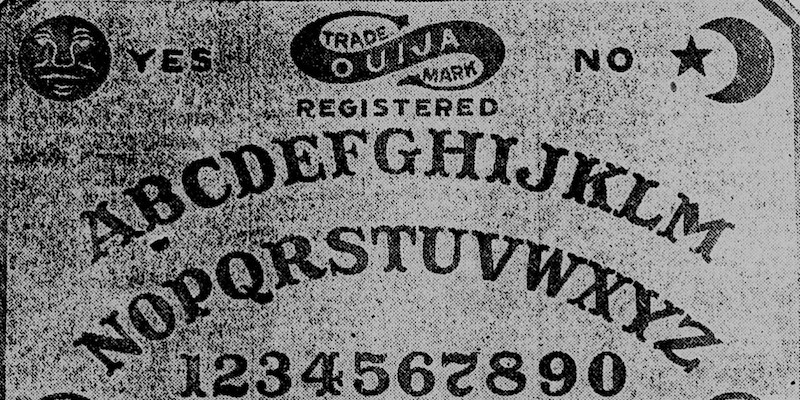 YES
TRADE
OUIJA
MARK
NO
REGISTERED
ABCDEFGHIJKLM
NOPQRSTUVWXYZ
1234567890